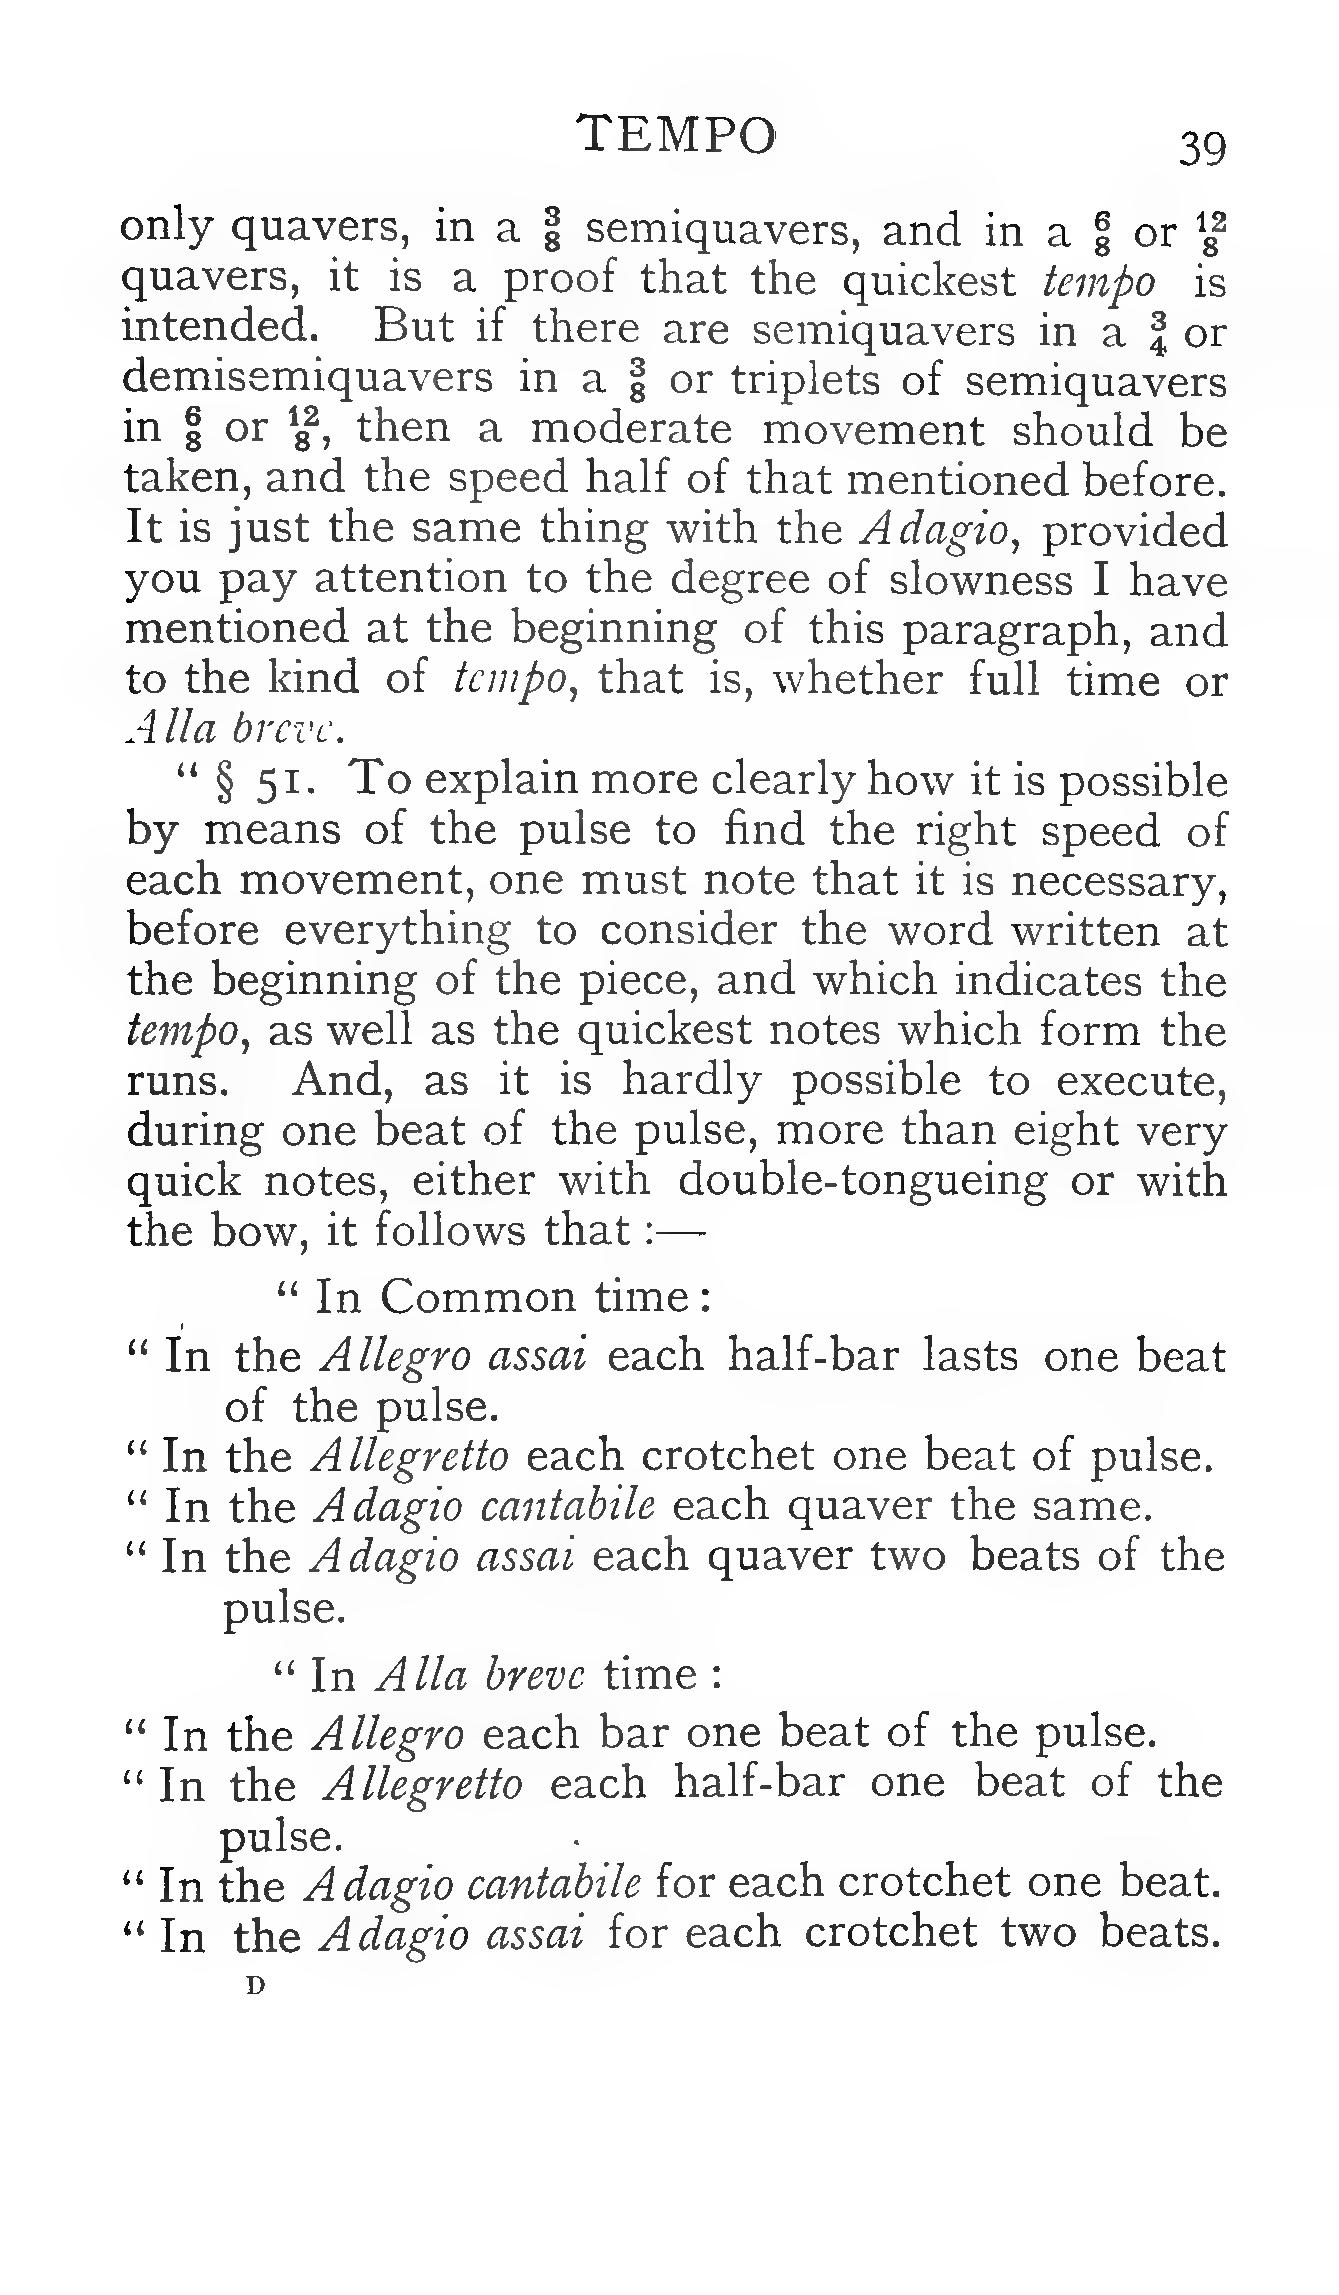 TEMPO 39
only quavers, in a 3/8 semiquavers, and in a 6/8 or 12/8
quavers, it is a proof that the quickest tempo is
intended. But if there are semiquavers in a 3/4 or
demisemiquavers in a 3/8 or triplets of semiquavers
in 6/8 or 12/8, then a moderate movement should be
taken, and the speed half of that mentioned before.
It is just the same thing with the Adagio, provided
you pay attention to the degree of slowness I have
mentioned at the beginning of this paragraph, and
to the kind of tempo, that is, whether full time or
Alla breve.
“ § 51. To explain more clearly how it is possible
by means of the pulse to find the right speed of
each movement, one must note that it is necessary,
before everything to consider the word written at
the beginning of the piece, and which indicates the
tempo, as well as the quickest notes which form the
runs. And, as it is hardly possible to execute,
during one beat of the pulse, more than eight very
quick notes, either with double-tongueing or with
the bow, it follows that :—
“ In Common time :
“ In the Allegro assai each half-bar lasts one beat
of the pulse.
“ In the Allegretto each crotchet one beat of pulse.
“ In the Adagio cantabile each quaver the same.
“ In the Adagio assai each quaver two beats of the
pulse.
“ In Alla breve time :
“ In the Allegro each bar one beat of the pulse.
“ In the Allegretto each half-bar one beat of the
pulse.
“ In the Adagio cantabile for each crotchet one beat.
“ In the Adagio assai for each crotchet two beats.
D